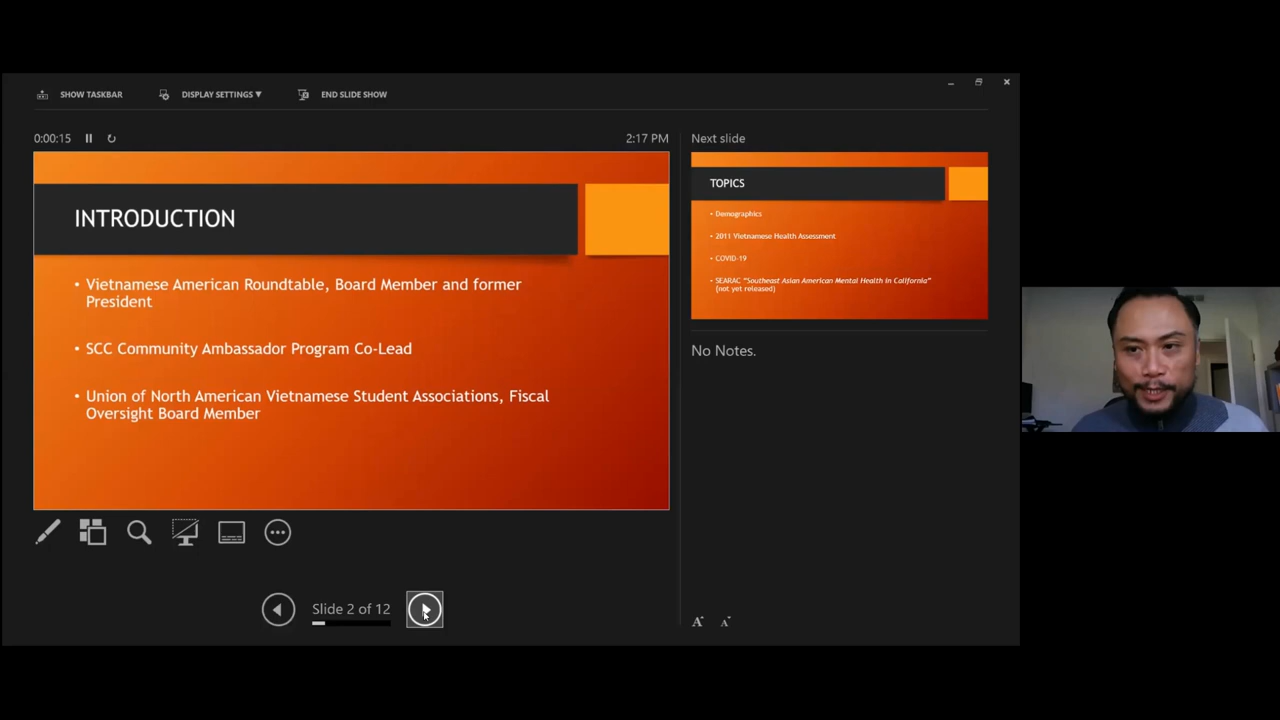 SHOW TASKBAR
DISPLAY SETTINGS ▼
END SLIDE SHOW
0:00:15
2:17 PM
Next slide
INTRODUCTION
• Vietnamese American Roundtable, Board Member and former
President
• SCC Community Ambassador Program Co-Lead
• Union of North American Vietnamese Student Associations, Fiscal
Oversight Board Member
TOPICS
• Demographics
• 2011 Vietnamese Health Assessment
• COVID-19
• SEARAC “Southeast Asian American Mental Health in California”
(not yet released)
No Notes.
Slide 2 of 12
A A